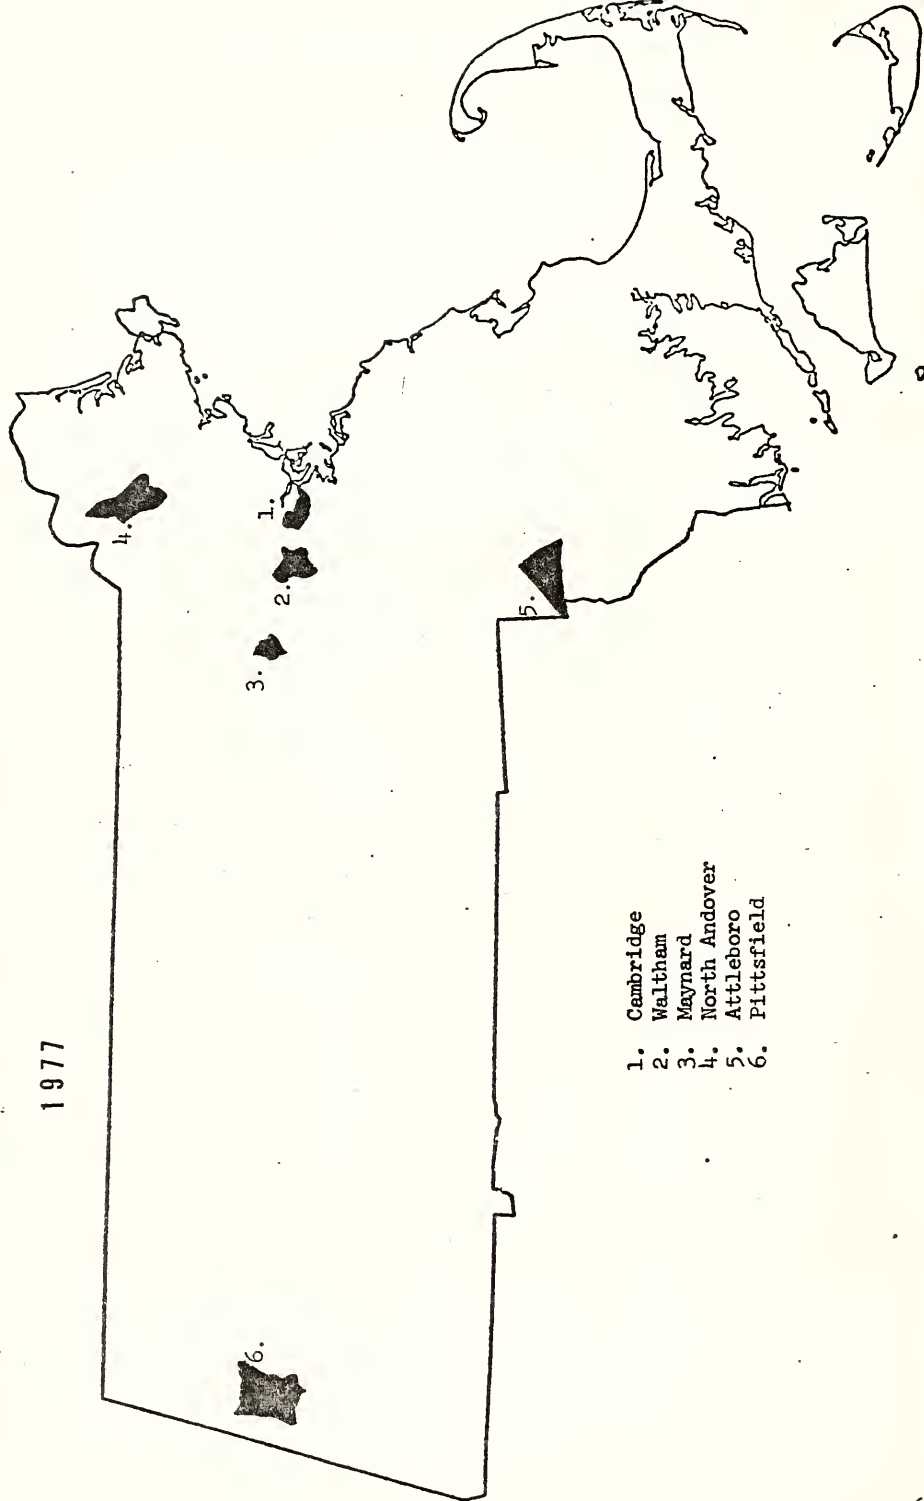 1977
1.
2.
3.
4.
5.
6.
1. Cambridge
2. Waltham
3. Maynard
4. North Andover
5. Attleboro
6. Pittsfield